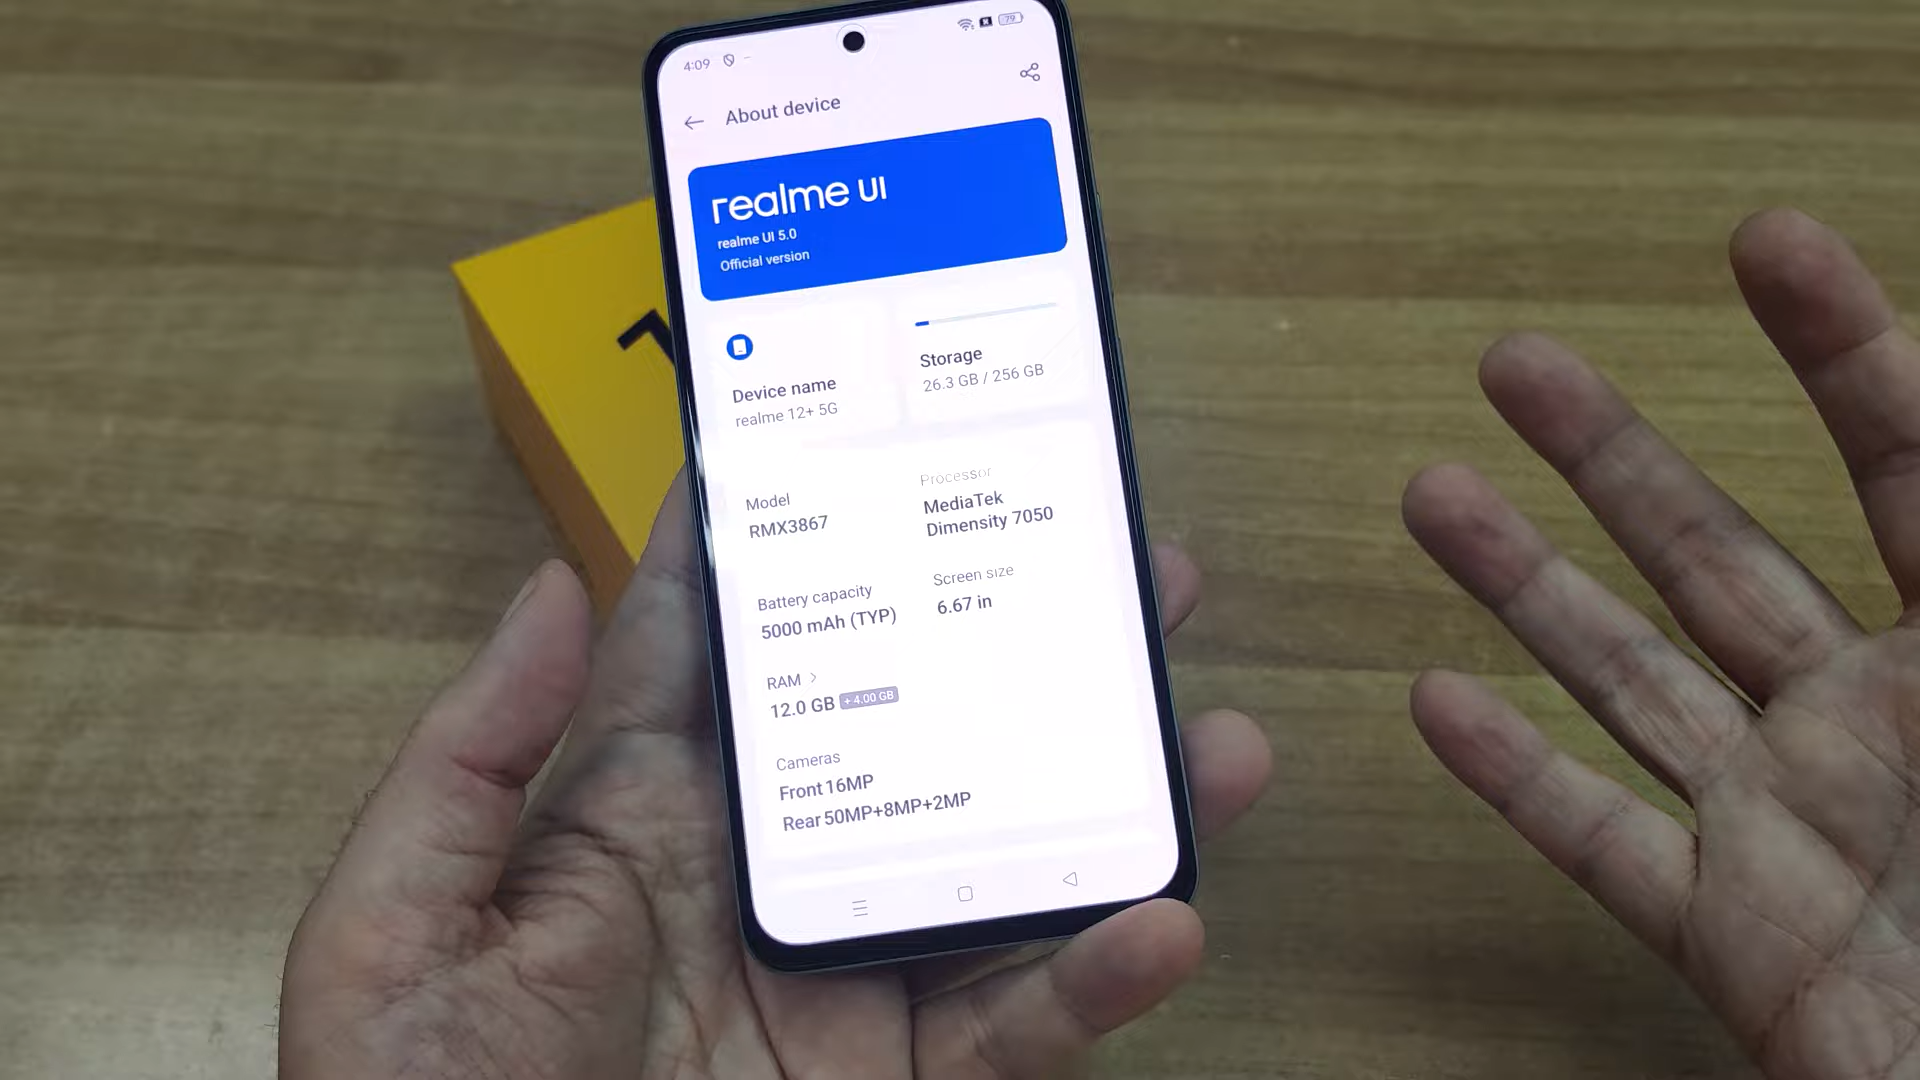 4:09
79
About device
realme UI
realme UI 5.0
Official version
Device name
realme 12+ 5G
Storage
26.3 GB / 256 GB
Model
RMX3867
Processor
MediaTek
Dimensity 7050
Battery capacity
5000 mAh (TYP)
Screen size
6.67 in
RAM >
12.0 GB + 4.00 GB
Cameras
Front 16MP
Rear 50MP+8MP+2MP
1